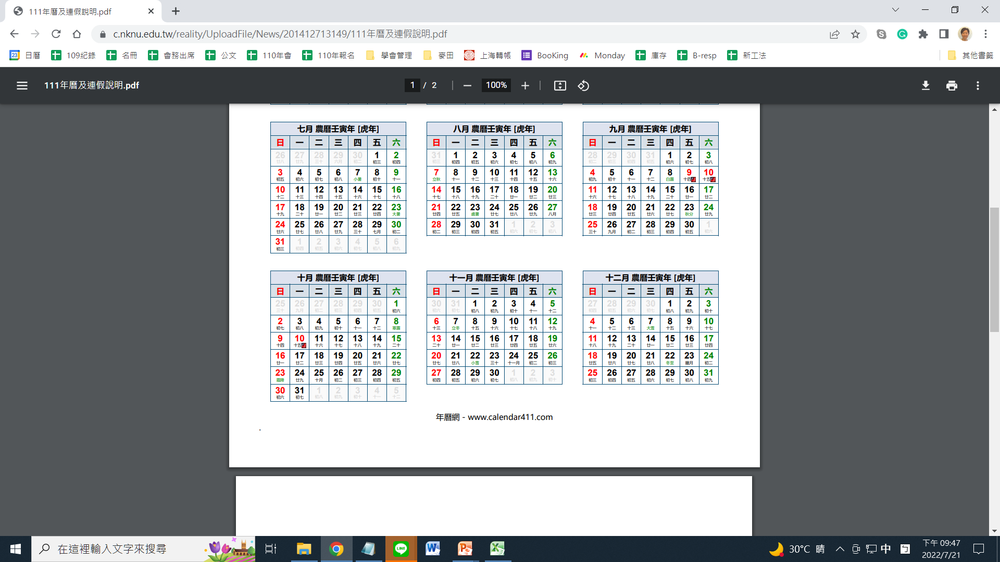 111年曆及連假說明.pdf
c.nknu.edu.tw/reality/UploadFile/News/201412713149/111年曆及連假說明.pdf
23 日曆 109紀錄 名冊 會務出席 公文 110年會 110年報名 學會管理 麥田 上海轉帳 BooKing Monday 庫存 B-resp 新工法 其他書籤
111年曆及連假說明.pdf 1 / 2 100%
七月 農曆壬寅年 [虎年]
日 一 二 三 四 五 六
26 27 28 29 30 1 2
廿八 廿九 三十 六月 初二 初三 初四
3 4 5 6 7 8 9
初五 初六 初七 初八 小暑 初十 十一
10 11 12 13 14 15 16
十二 十三 十四 十五 十六 十七 十八
17 18 19 20 21 22 23
十九 二十 廿一 廿二 廿三 廿四 大暑
24 25 26 27 28 29 30
廿六 廿七 廿八 廿九 三十 七月 初二
31 1 2 3 4 5 6
初三 初四 初五 初六 初七 初八 初九
八月 農曆壬寅年 [虎年]
日 一 二 三 四 五 六
31 1 2 3 4 5 6
初三 初四 初五 初六 初七 初八 初九
7 8 9 10 11 12 13
立秋 十一 十二 十三 十四 十五 十六
14 15 16 17 18 19 20
十七 十八 十九 二十 廿一 廿二 廿三
21 22 23 24 25 26 27
廿四 廿五 處暑 廿七 廿八 廿九 八月
28 29 30 31 1 2 3
初二 初三 初四 初五 初六 初七 初八
九月 農曆壬寅年 [虎年]
日 一 二 三 四 五 六
28 29 30 31 1 2 3
初二 初三 初四 初五 初六 初七 初八
4 5 6 7 8 9 10
初九 初十 十一 十二 白露 十四 十五
11 12 13 14 15 16 17
十六 十七 十八 十九 二十 廿一 廿二
18 19 20 21 22 23 24
廿三 廿四 廿五 廿六 廿七 秋分 廿九
25 26 27 28 29 30 1
三十 九月 初二 初三 初四 初五 初六
十月 農曆壬寅年 [虎年]
日 一 二 三 四 五 六
25 26 27 28 29 30 1
三十 九月 初二 初三 初四 初五 初六
2 3 4 5 6 7 8
初七 初八 初九 初十 十一 十二 寒露
9 10 11 12 13 14 15
十四 十五 十六 十七 十八 十九 二十
16 17 18 19 20 21 22
廿一 廿二 廿三 廿四 廿五 廿六 廿七
23 24 25 26 27 28 29
霜降 廿九 十月 初二 初三 初四 初五
30 31 1 2 3 4 5
初六 初七 初八 初九 初十 十一 十二
十一月 農曆壬寅年 [虎年]
日 一 二 三 四 五 六
30 31 1 2 3 4 5
初六 初七 初八 初九 初十 十一 十二
6 7 8 9 10 11 12
十三 立冬 十五 十六 十七 十八 十九
13 14 15 16 17 18 19
二十 廿一 廿二 廿三 廿四 廿五 廿六
20 21 22 23 24 25 26
廿七 廿八 小雪 三十 十一月 初二 初三
27 28 29 30 1 2 3
初四 初五 初六 初七 初八 初九 初十
十二月 農曆壬寅年 [虎年]
日 一 二 三 四 五 六
27 28 29 30 1 2 3
初四 初五 初六 初七 初八 初九 初十
4 5 6 7 8 9 10
十一 十二 十三 大雪 十五 十六 十七
11 12 13 14 15 16 17
十八 十九 二十 廿一 廿二 廿三 廿四
18 19 20 21 22 23 24
廿五 廿六 廿七 廿八 冬至 臘月 初二
25 26 27 28 29 30 31
初三 初四 初五 初六 初七 初八 初九
年曆網 - www.calendar411.com
.
在這裡輸入文字來搜尋 LINE 30°C 晴 中 下午 09:47
2022/7/21